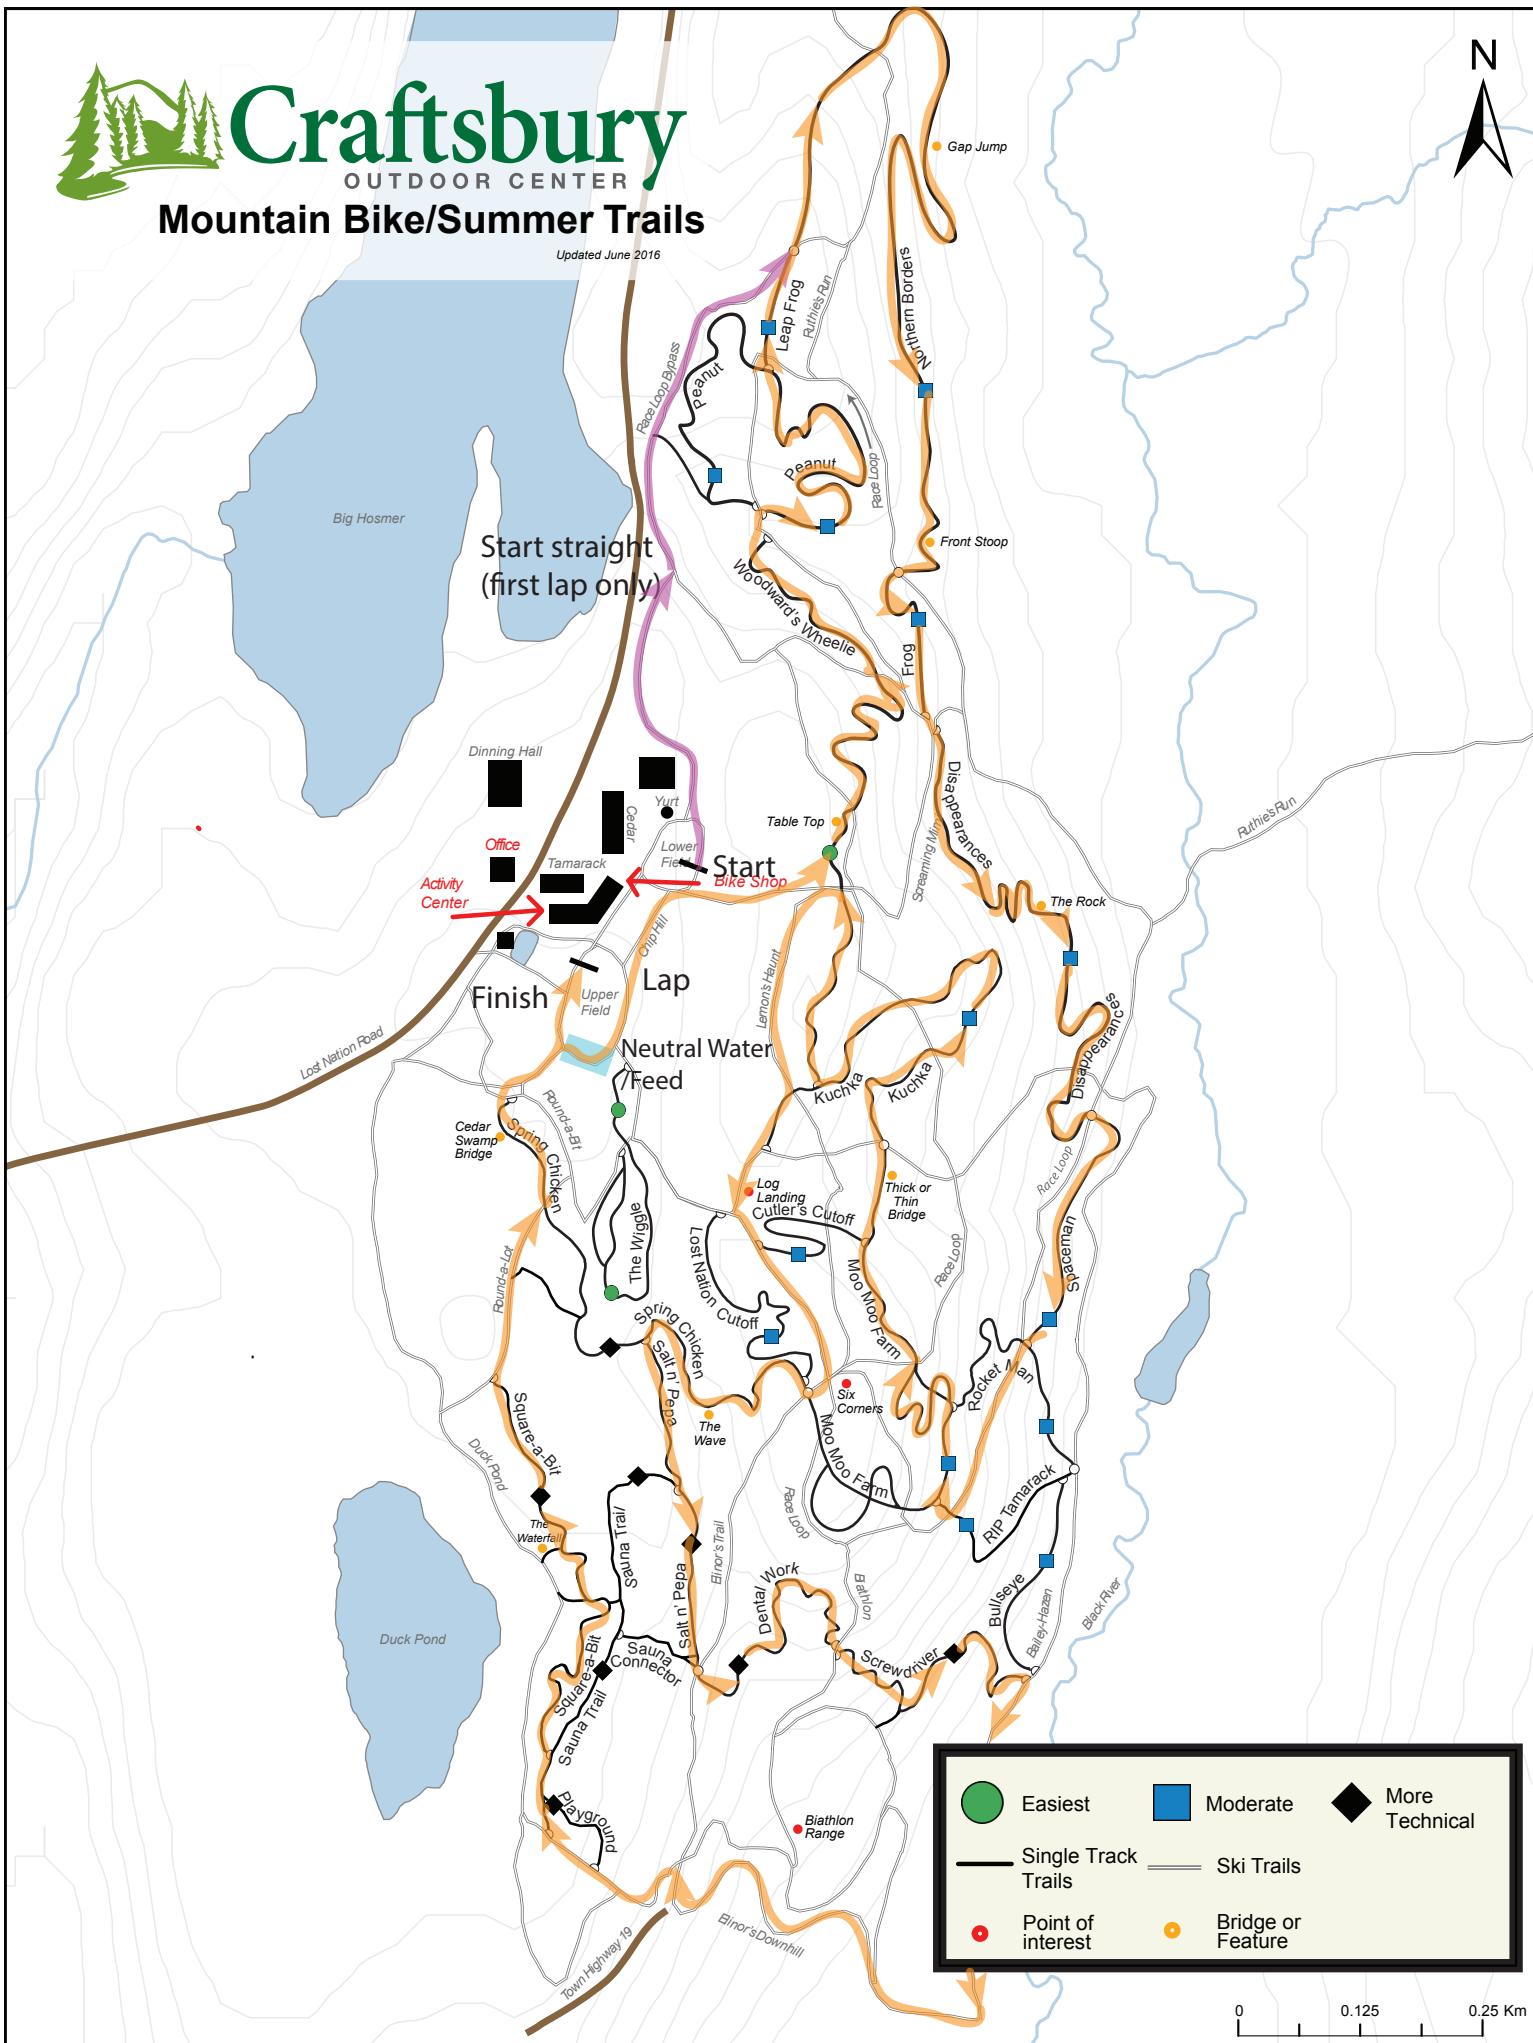 Craftsbury
OUTDOOR CENTER
Mountain Bike/Summer Trails
Updated June 2016
N
Gap Jump
Northern Borders
Leap Frog
Ruthie's Run
Race Loop Bypass
Peanut
Peanut
Race Loop
Big Hosmer
Start straight
(first lap only)
Front Stoop
Woodward's Wheelie
Frog
Dinning Hall
Yurt
Cedar
Disappearances
Ruthie's Run
Table Top
Office
Tamarack
Lower
Field
Start
Bike Shop
Screaming Mimi
Activity
Center
The Rock
Chip Hill
Lemon's Haunt
Finish
Lap
Upper
Field
Disappearances
Lost Nation Road
Neutral Water
/Feed
Kuchka
Kuchka
Round-a-Bit
Cedar
Swamp
Bridge
Spring Chicken
Race Loop
Log
Landing
Thick or
Thin
Bridge
Cutler's Cutoff
The Wiggle
Lost Nation Cutoff
Round-a-Lot
Race Loop
Moo Moo Farm
Spaceman
Spring Chicken
Salt n' Pepa
Rocket Man
Six
Corners
The
Wave
Square-a-Bit
Duck Pond
Moo Moo Farm
Race Loop
RIP Tamarack
The
Waterfall
Sauna Trail/
Elinor's Trail
Dental Work
Biathlon
Bullseye
Black River
Bailey-Hazen
Salt n' Pepa
Duck Pond
Square-a-Bit
Sauna
Connector
Screwdriver
Sauna Trail
Playground
Biathlon
Range
Elinor's Downhill
Town Highway 19
Easiest
Moderate
More
Technical
Single Track
Trails
Ski Trails
Point of
interest
Bridge or
Feature
0 0.125 0.25 Km